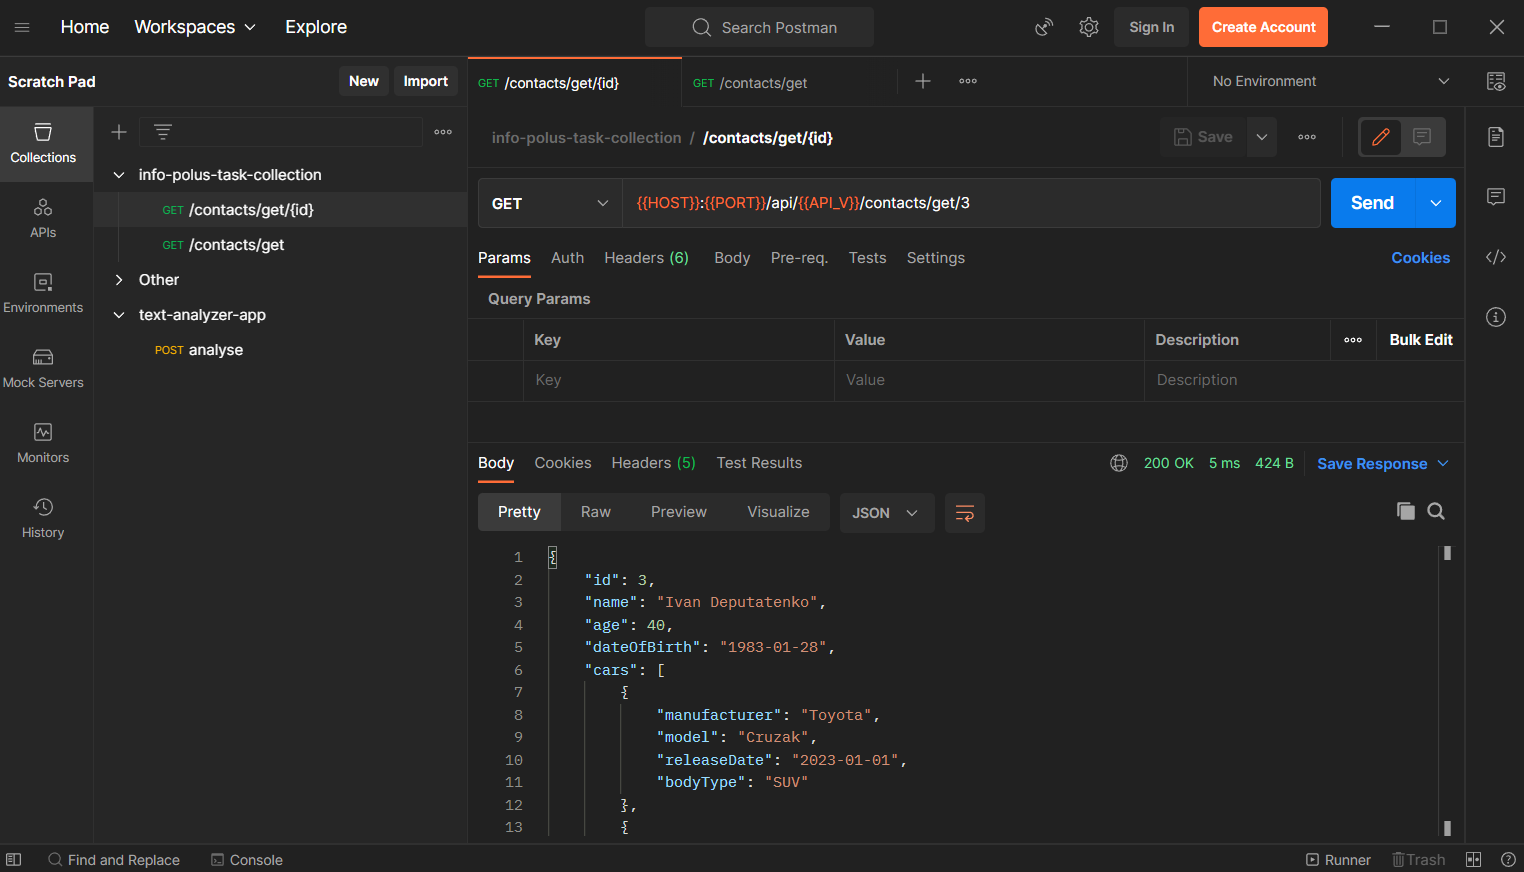 Home Workspaces Explore Search Postman Sign In Create Account
Scratch Pad New Import
GET /contacts/get/{id} GET /contacts/get No Environment
Collections
APIs
Environments
Mock Servers
Monitors
History
info-polus-task-collection
GET /contacts/get/{id}
GET /contacts/get
Other
text-analyzer-app
POST analyse
info-polus-task-collection / /contacts/get/{id} Save
GET {{HOST}}:{{PORT}}/api/{{API_V}}/contacts/get/3 Send
Params Auth Headers (6) Body Pre-req. Tests Settings Cookies
Query Params
Key Value Description Bulk Edit
Key Value Description
Body Cookies Headers (5) Test Results 200 OK 5 ms 424 B Save Response
Pretty Raw Preview Visualize JSON
1 {
2 "id": 3,
3 "name": "Ivan Deputatenko",
4 "age": 40,
5 "dateOfBirth": "1983-01-28",
6 "cars": [
7 {
8 "manufacturer": "Toyota",
9 "model": "Cruzak",
10 "releaseDate": "2023-01-01",
11 "bodyType": "SUV"
12 },
13 {
Find and Replace Console Runner Trash